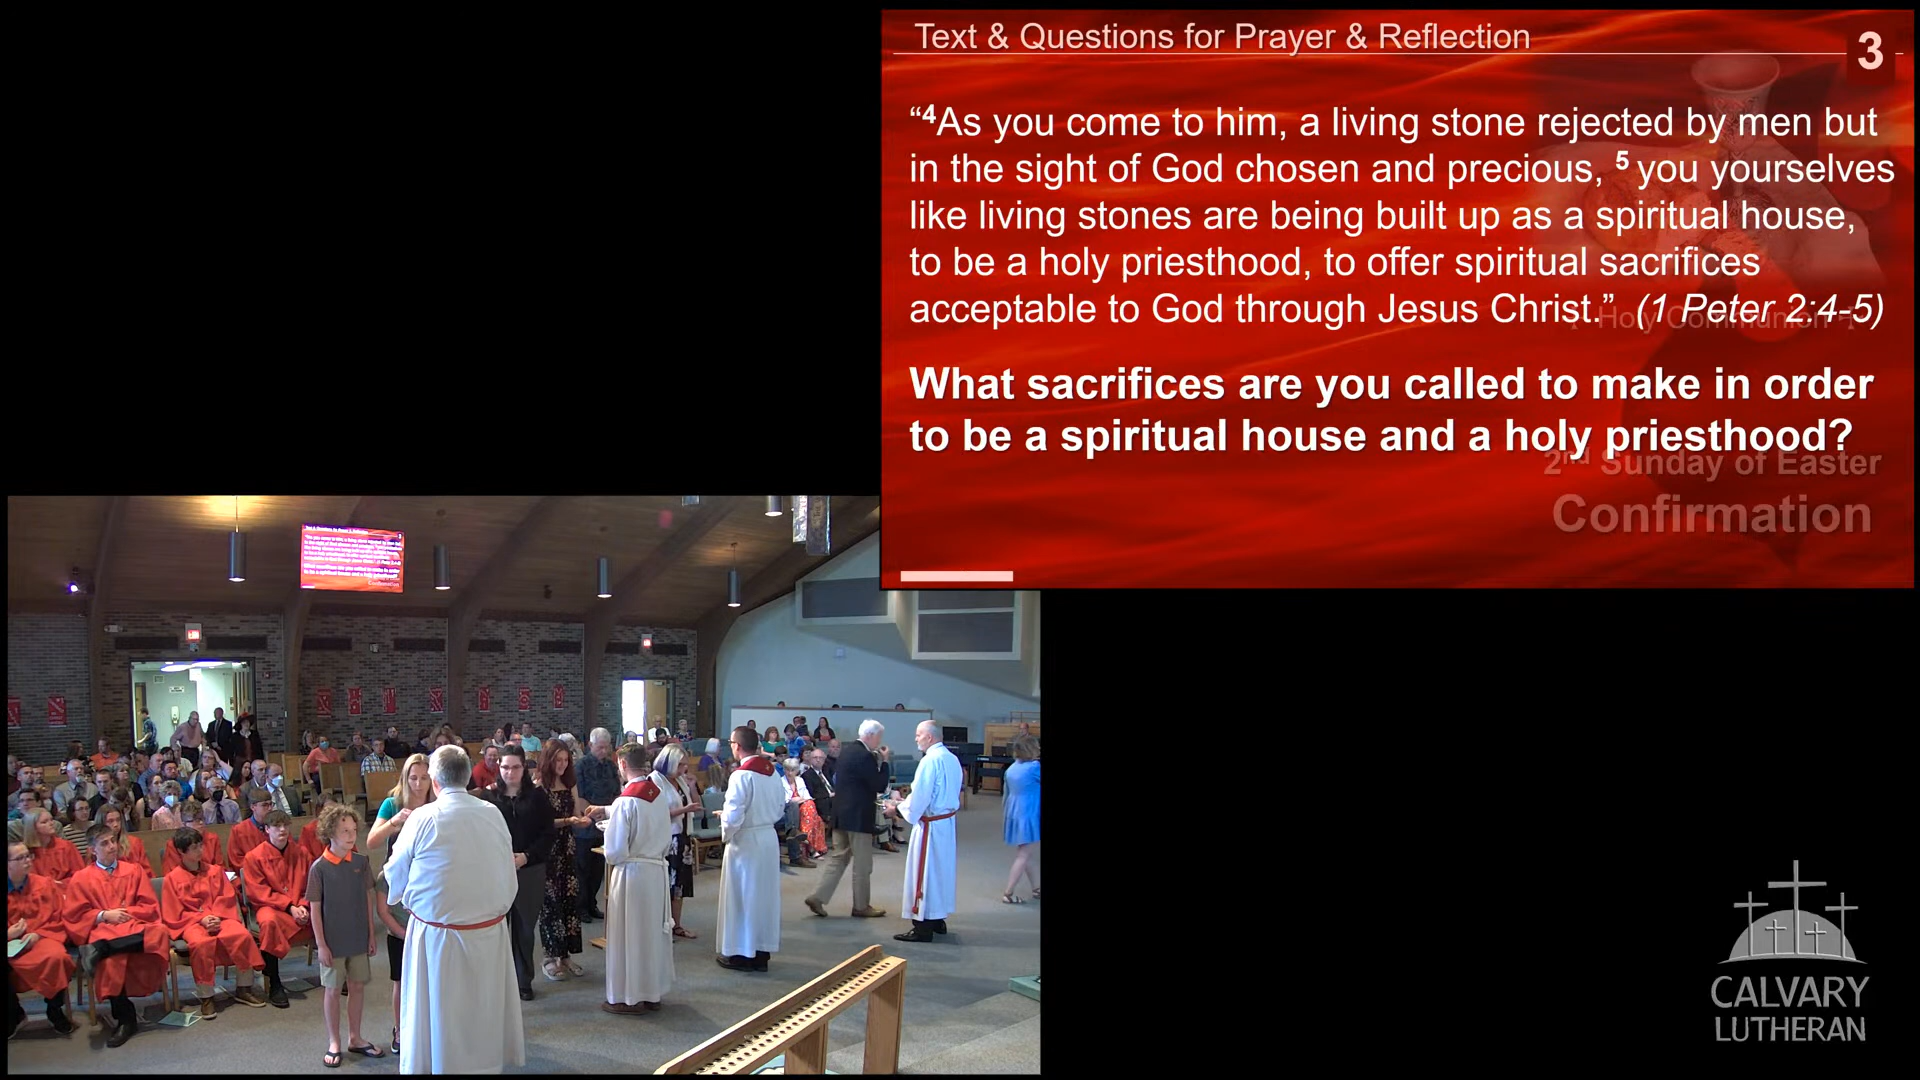 Text & Questions for Prayer & Reflection
3
“4As you come to him, a living stone rejected by men but
in the sight of God chosen and precious, 5 you yourselves
like living stones are being built up as a spiritual house,
to be a holy priesthood, to offer spiritual sacrifices
acceptable to God through Jesus Christ.” (1 Peter 2:4-5)
Holy Communion
What sacrifices are you called to make in order
to be a spiritual house and a holy priesthood?
2nd Sunday of Easter
Confirmation
CALVARY
LUTHERAN